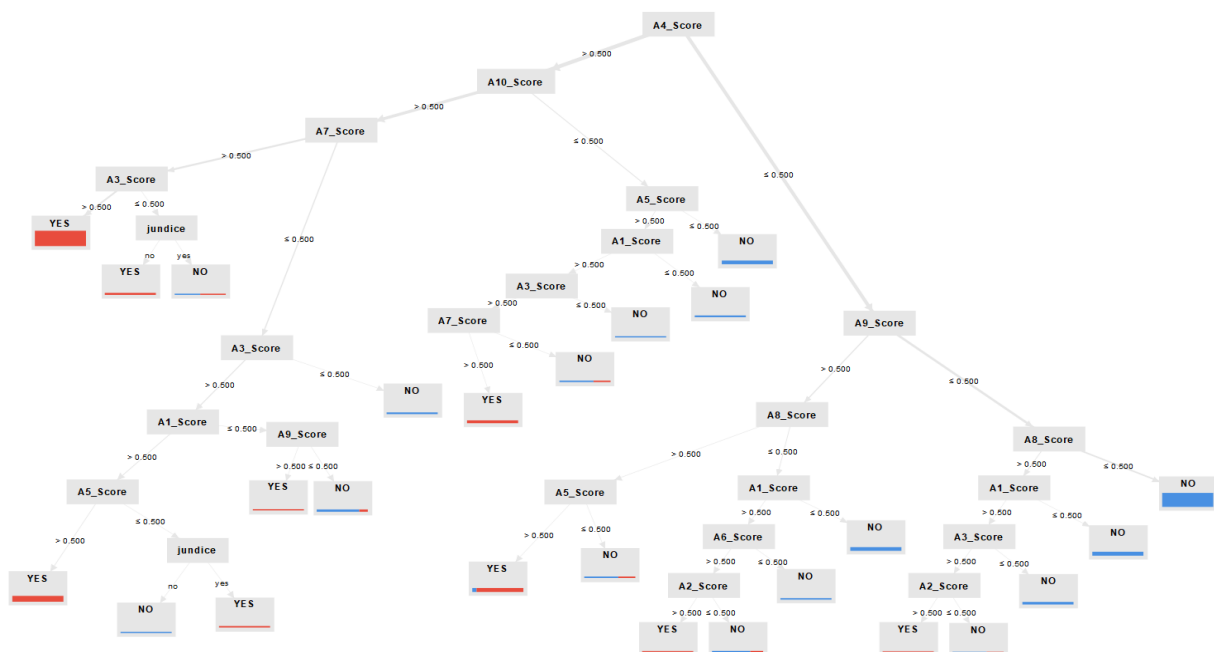 A4_Score
> 0.500
A10_Score
> 0.500
A7_Score
> 0.500
A3_Score
≤ 0.500
≤ 0.500
A5_Score
> 0.500 ≤ 0.500
YES
jundice
> 0.500
≤ 0.500
A1_Score
NO
≤ 0.500
no yes
YES NO
> 0.500
≤ 0.500
A3_Score
NO
> 0.500 ≤ 0.500
NO
A7_Score
A9_Score
A3_Score
≤ 0.500
NO
> 0.500
> 0.500
≤ 0.500
> 0.500
≤ 0.500
NO
YES
A1_Score
≤ 0.500
A9_Score
A8_Score
A8_Score
> 0.500
> 0.500 ≤ 0.500
> 0.500
≤ 0.500
> 0.500
≤ 0.500
A5_Score
YES NO
A5_Score
A1_Score
A1_Score
NO
> 0.500
≤ 0.500
> 0.500
≤ 0.500
> 0.500
≤ 0.500
> 0.500
≤ 0.500
jundice
A6_Score
NO
A3_Score
NO
YES
no
yes
YES
NO
> 0.500
≤ 0.500
> 0.500
≤ 0.500
NO
YES
A2_Score
NO
A2_Score
NO
> 0.500 ≤ 0.500
> 0.500 ≤ 0.500
YES NO
YES NO